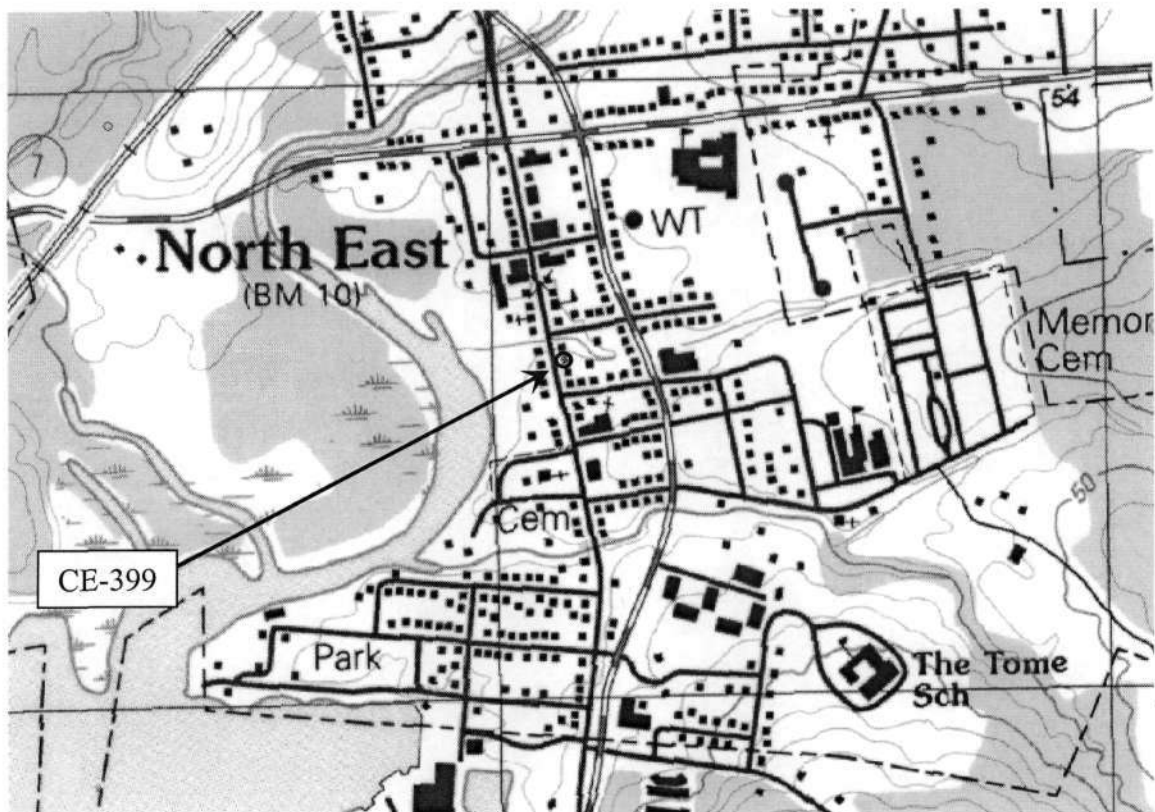 54
7
WT
North East
(BM 10)
Memor
Cem
50
CE-399
Cem
Park
The Tome
Sch